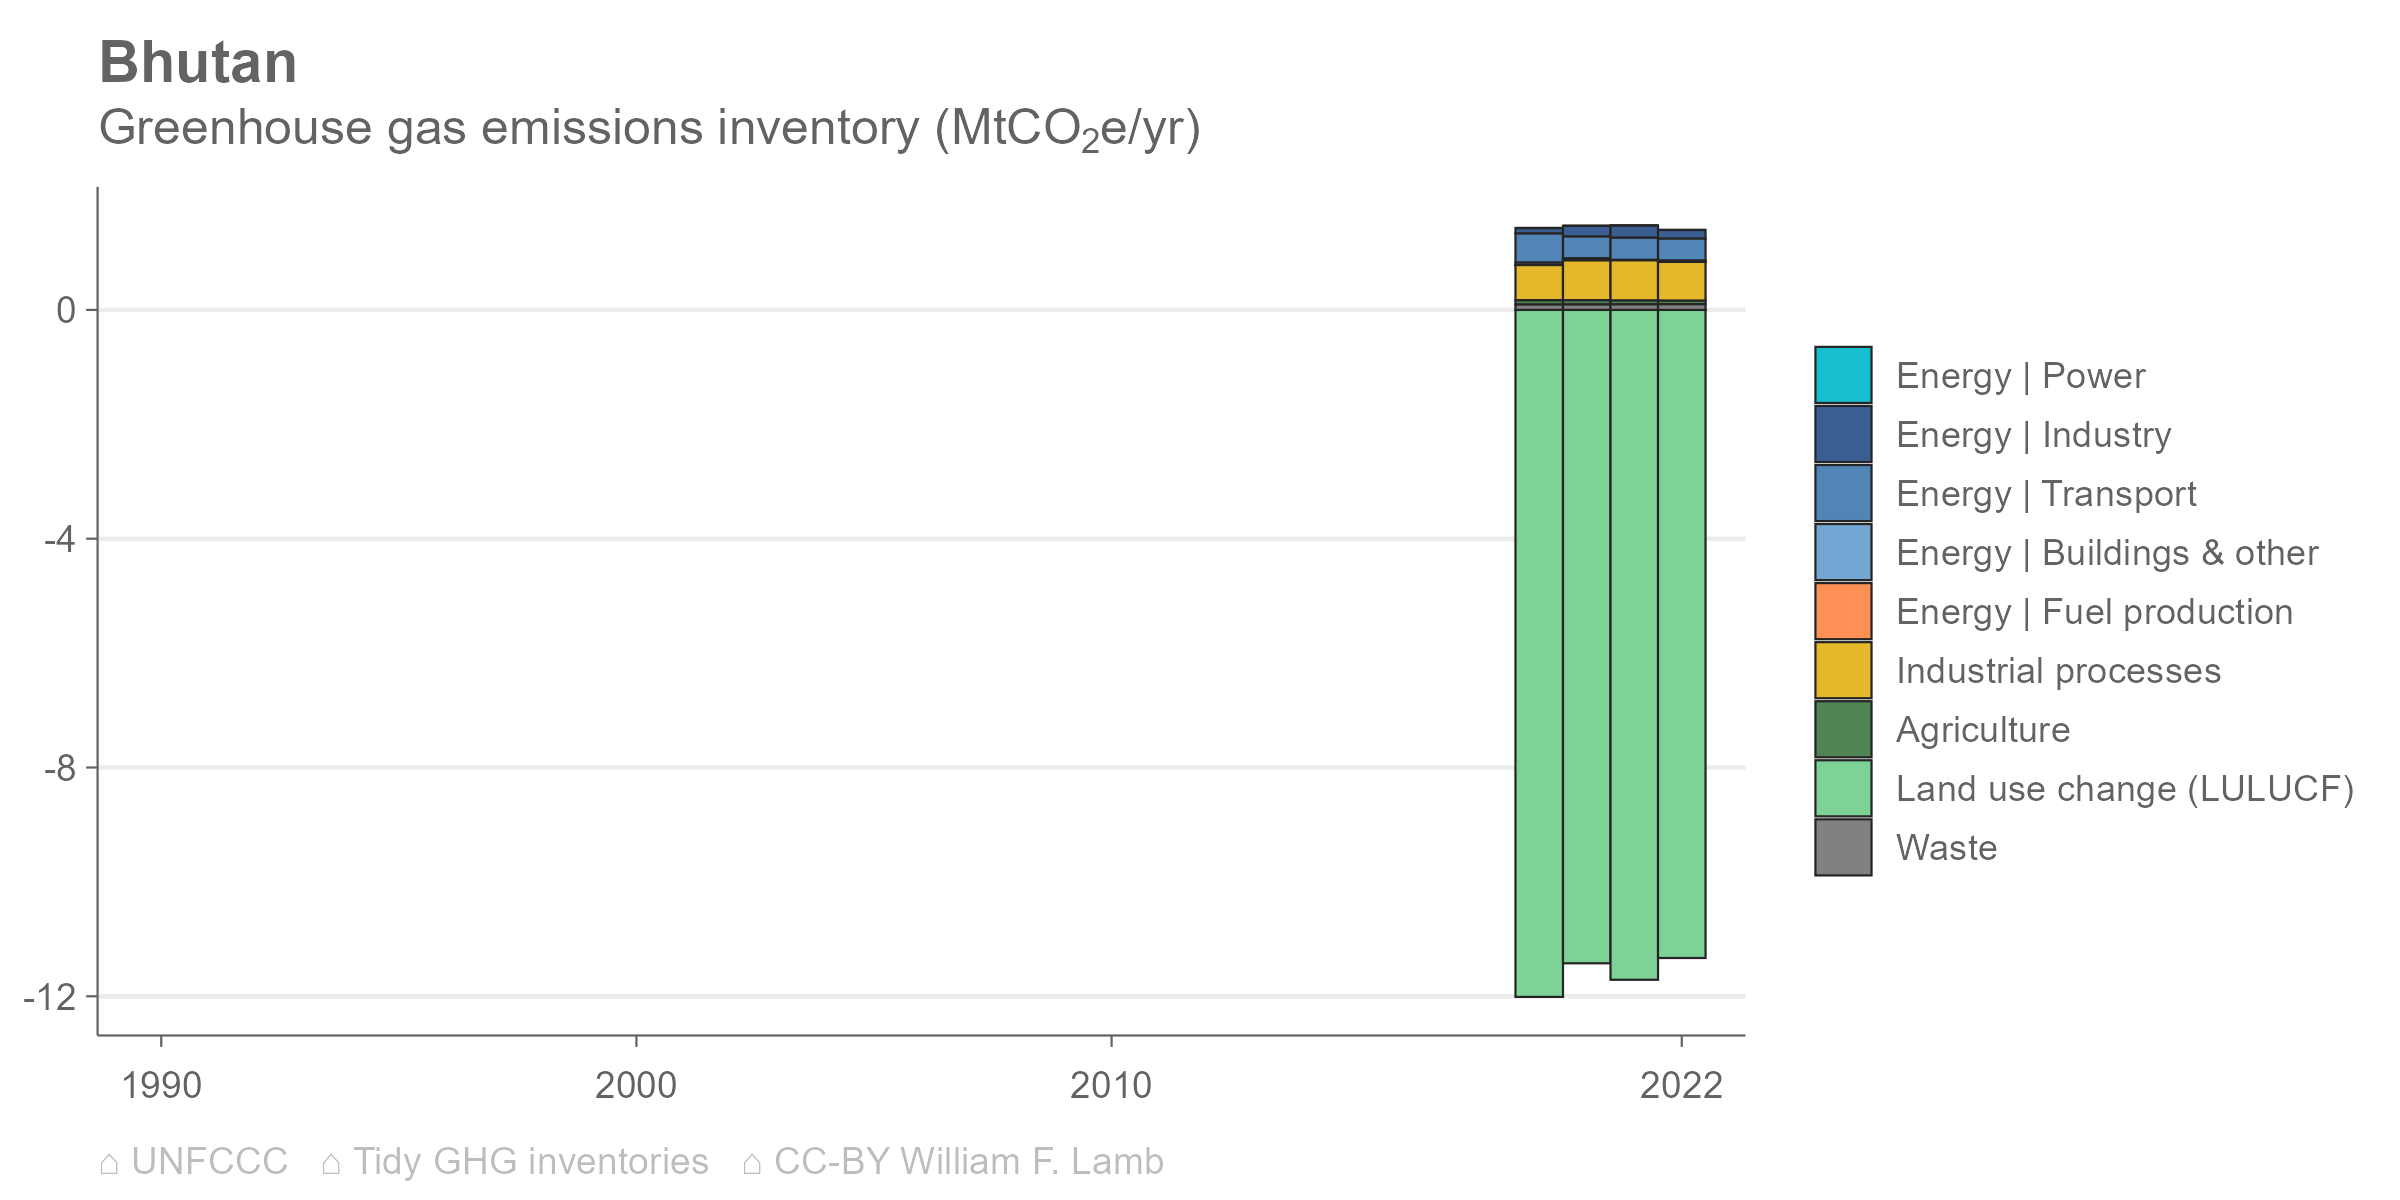 Bhutan
Greenhouse gas emissions inventory (MtCO₂e/yr)
0
-4
-8
-12
1990 2000 2010 2022
Energy | Power
Energy | Industry
Energy | Transport
Energy | Buildings & other
Energy | Fuel production
Industrial processes
Agriculture
Land use change (LULUCF)
Waste
⌂ UNFCCC ⌂ Tidy GHG inventories ⌂ CC-BY William F. Lamb